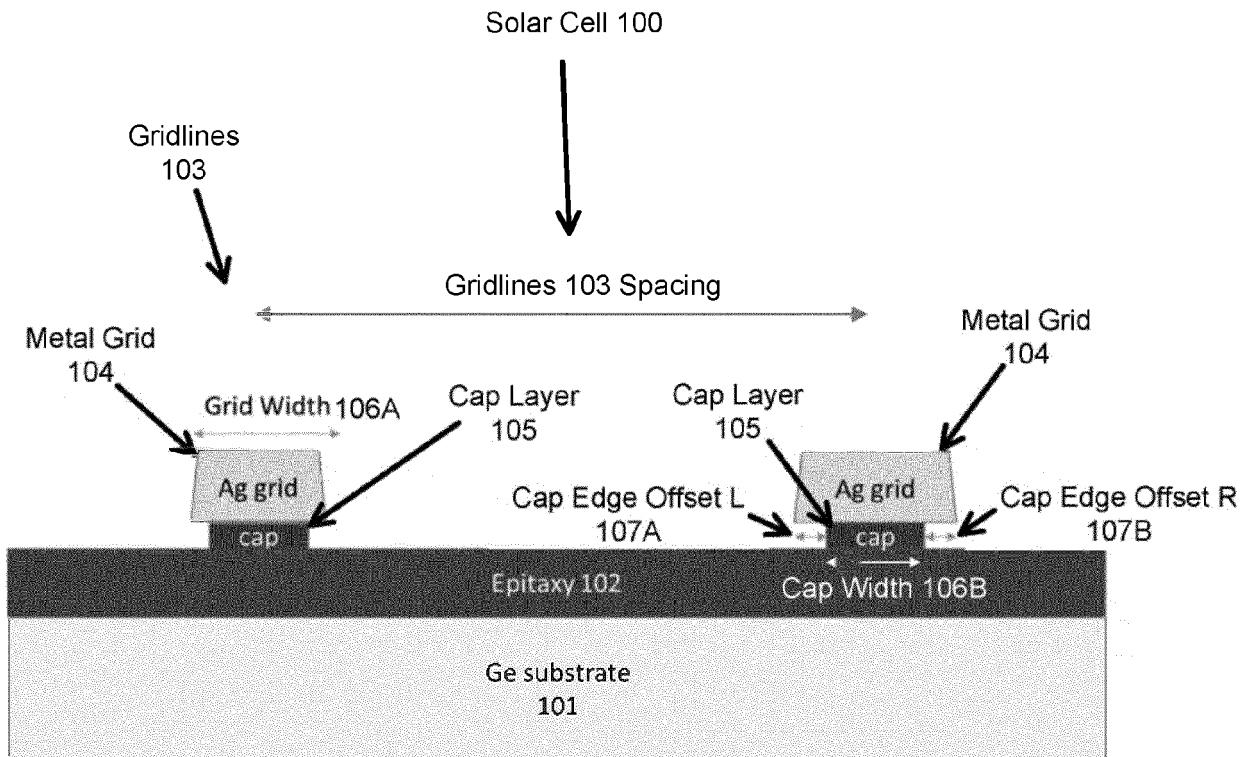 Solar Cell 100
Gridlines
103
Gridlines 103 Spacing
Metal Grid
104
Metal Grid
104
Grid Width 106A
Cap Layer
105
Cap Layer
105
Ag grid
Ag grid
Cap Edge Offset L
107A
Cap Edge Offset R
107B
cap
cap
Epitaxy 102
Cap Width 106B
Ge substrate
101